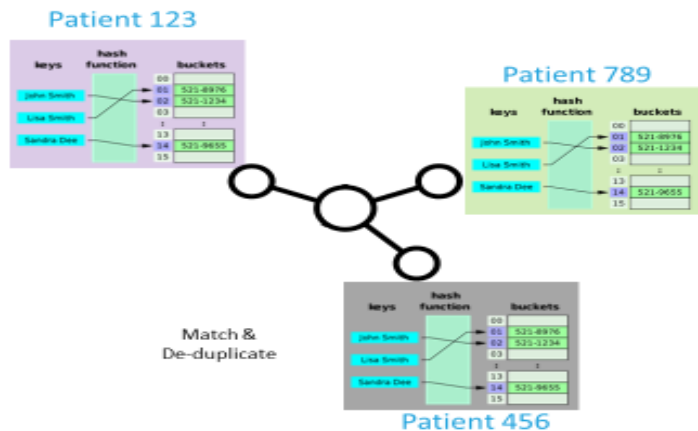 Patient 123
hash
keys function buckets
00
John Smith 01 521-8976
02 521-1234
Lisa Smith 03
: :
Sandra Dee 13
14 521-9655
15
Patient 789
hash
keys function buckets
00
John Smith 01 521-8976
02 521-1234
Lisa Smith 03
: :
13
Sandra Dee 14 521-9655
15
hash
keys function buckets
00
John Smith 01 521-8976
02 521-1234
Lisa Smith 03
: :
13
Sandra Dee 14 521-9655
15
Match &
De-duplicate
Patient 456